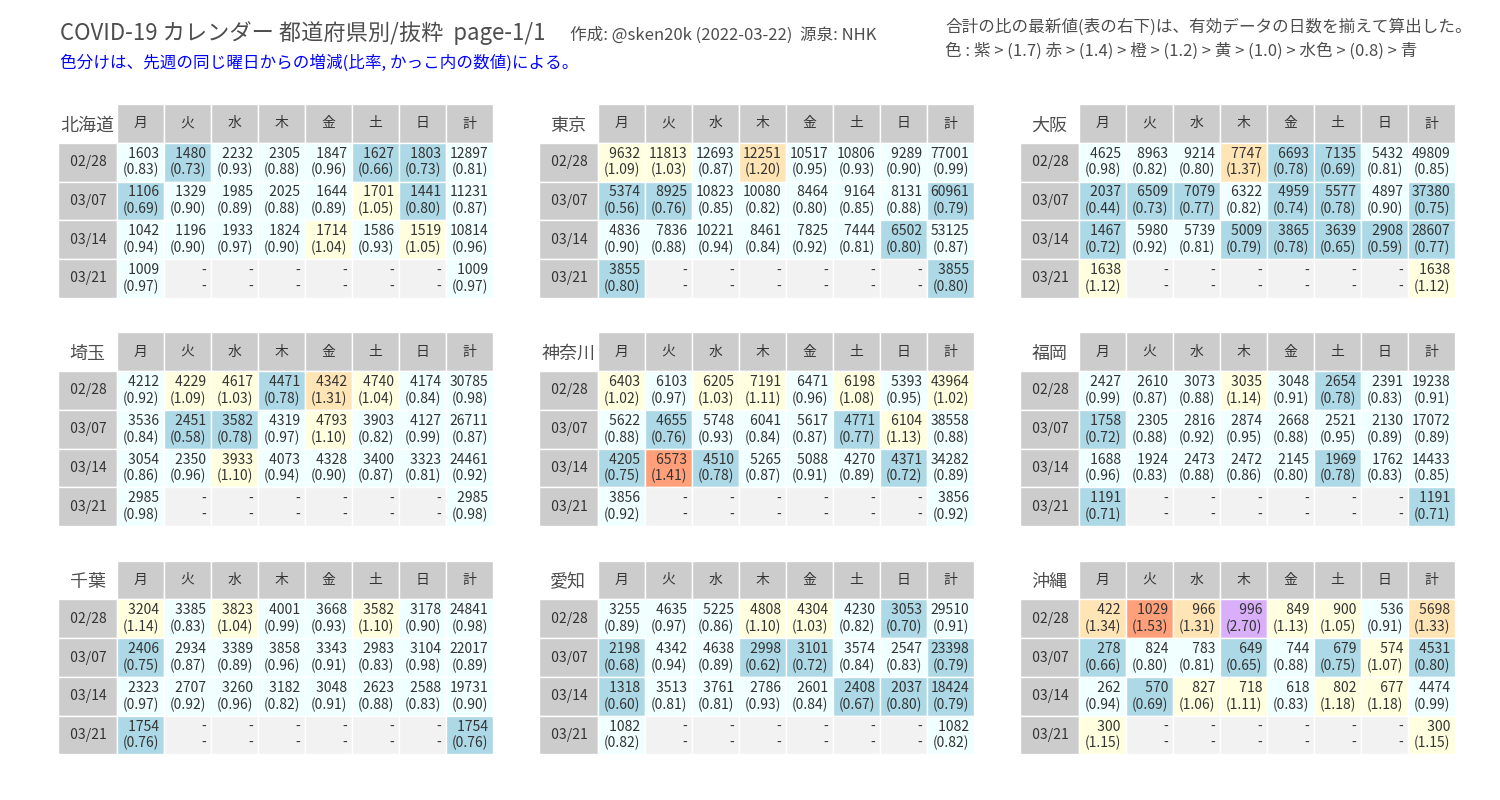 COVID-19 カレンダー 都道府県別/抜粋 page-1/1 作成: @sken20k (2022-03-22) 源泉: NHK
合計の比の最新値(表の右下)は、有効データの日数を揃えて算出した。
色分けは、先週の同じ曜日からの増減(比率, かっこ内の数値)による。
色 : 紫 > (1.7) 赤 > (1.4) > 橙 > (1.2) > 黄 > (1.0) > 水色 > (0.8) > 青
北海道 月 火 水 木 金 土 日 計
02/28 1603 1480 2232 2305 1847 1627 1803 12897
(0.83) (0.73) (0.93) (0.88) (0.96) (0.66) (0.73) (0.81)
03/07 1106 1329 1985 2025 1644 1701 1441 11231
(0.69) (0.90) (0.89) (0.88) (0.89) (1.05) (0.80) (0.87)
03/14 1042 1196 1933 1824 1714 1586 1519 10814
(0.94) (0.90) (0.97) (0.90) (1.04) (0.93) (1.05) (0.96)
03/21 1009 - - - - - - 1009
(0.97) - - - - - - (0.97)
東京 月 火 水 木 金 土 日 計
02/28 9632 11813 12693 12251 10517 10806 9289 77001
(1.09) (1.03) (0.87) (1.20) (0.95) (0.93) (0.90) (0.99)
03/07 5374 8925 10823 10080 8464 9164 8131 60961
(0.56) (0.76) (0.85) (0.82) (0.80) (0.85) (0.88) (0.79)
03/14 4836 7836 10221 8461 7825 7444 6502 53125
(0.90) (0.88) (0.94) (0.84) (0.92) (0.81) (0.80) (0.87)
03/21 3855 - - - - - - 3855
(0.80) - - - - - - (0.80)
大阪 月 火 水 木 金 土 日 計
02/28 4625 8963 9214 7747 6693 7135 5432 49809
(0.98) (0.82) (0.80) (1.37) (0.78) (0.69) (0.81) (0.85)
03/07 2037 6509 7079 6322 4959 5577 4897 37380
(0.44) (0.73) (0.77) (0.82) (0.74) (0.78) (0.90) (0.75)
03/14 1467 5980 5739 5009 3865 3639 2908 28607
(0.72) (0.92) (0.81) (0.79) (0.78) (0.65) (0.59) (0.77)
03/21 1638 - - - - - - 1638
(1.12) - - - - - - (1.12)
埼玉 月 火 水 木 金 土 日 計
02/28 4212 4229 4617 4471 4342 4740 4174 30785
(0.92) (1.09) (1.03) (0.78) (1.31) (1.04) (0.84) (0.98)
03/07 3536 2451 3582 4319 4793 3903 4127 26711
(0.84) (0.58) (0.78) (0.97) (1.10) (0.82) (0.99) (0.87)
03/14 3054 2350 3933 4073 4328 3400 3323 24461
(0.86) (0.96) (1.10) (0.94) (0.90) (0.87) (0.81) (0.92)
03/21 2985 - - - - - - 2985
(0.98) - - - - - - (0.98)
神奈川 月 火 水 木 金 土 日 計
02/28 6403 6103 6205 7191 6471 6198 5393 43964
(1.02) (0.97) (1.03) (1.11) (0.96) (1.08) (0.95) (1.02)
03/07 5622 4655 5748 6041 5617 4771 6104 38558
(0.88) (0.76) (0.93) (0.84) (0.87) (0.77) (1.13) (0.88)
03/14 4205 6573 4510 5265 5088 4270 4371 34282
(0.75) (1.41) (0.78) (0.87) (0.91) (0.89) (0.72) (0.89)
03/21 3856 - - - - - - 3856
(0.92) - - - - - - (0.92)
福岡 月 火 水 木 金 土 日 計
02/28 2427 2610 3073 3035 3048 2654 2391 19238
(0.99) (0.87) (0.88) (1.14) (0.91) (0.78) (0.83) (0.91)
03/07 1758 2305 2816 2874 2668 2521 2130 17072
(0.72) (0.88) (0.92) (0.95) (0.88) (0.95) (0.89) (0.89)
03/14 1688 1924 2473 2472 2145 1969 1762 14433
(0.96) (0.83) (0.88) (0.86) (0.80) (0.78) (0.83) (0.85)
03/21 1191 - - - - - - 1191
(0.71) - - - - - - (0.71)
千葉 月 火 水 木 金 土 日 計
02/28 3204 3385 3823 4001 3668 3582 3178 24841
(1.14) (0.83) (1.04) (0.99) (0.93) (1.10) (0.90) (0.98)
03/07 2406 2934 3389 3858 3343 2983 3104 22017
(0.75) (0.87) (0.89) (0.96) (0.91) (0.83) (0.98) (0.89)
03/14 2323 2707 3260 3182 3048 2623 2588 19731
(0.97) (0.92) (0.96) (0.82) (0.91) (0.88) (0.83) (0.90)
03/21 1754 - - - - - - 1754
(0.76) - - - - - - (0.76)
愛知 月 火 水 木 金 土 日 計
02/28 3255 4635 5225 4808 4304 4230 3053 29510
(0.89) (0.97) (0.86) (1.10) (1.03) (0.82) (0.70) (0.91)
03/07 2198 4342 4638 2998 3101 3574 2547 23398
(0.68) (0.94) (0.89) (0.62) (0.72) (0.84) (0.83) (0.79)
03/14 1318 3513 3761 2786 2601 2408 2037 18424
(0.60) (0.81) (0.81) (0.93) (0.84) (0.67) (0.80) (0.79)
03/21 1082 - - - - - - 1082
(0.82) - - - - - - (0.82)
沖縄 月 火 水 木 金 土 日 計
02/28 422 1029 966 996 849 900 536 5698
(1.34) (1.53) (1.31) (2.70) (1.13) (1.05) (0.91) (1.33)
03/07 278 824 783 649 744 679 574 4531
(0.66) (0.80) (0.81) (0.65) (0.88) (0.75) (1.07) (0.80)
03/14 262 570 827 718 618 802 677 4474
(0.94) (0.69) (1.06) (1.11) (0.83) (1.18) (1.18) (0.99)
03/21 300 - - - - - - 300
(1.15) - - - - - - (1.15)